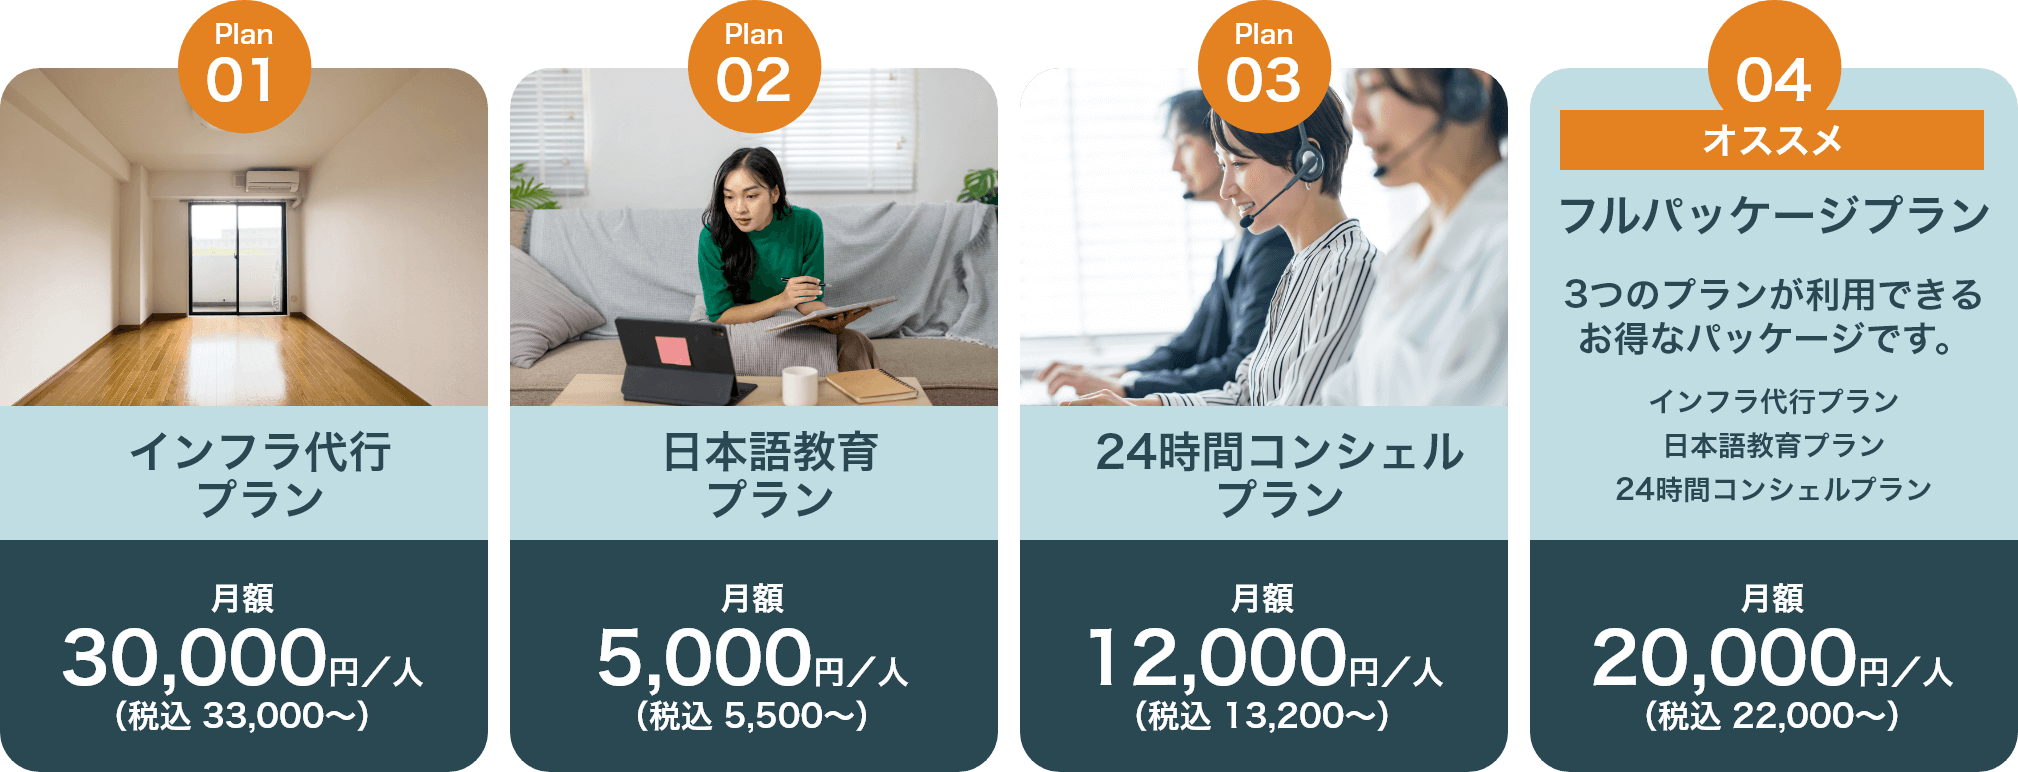 Plan
01
インフラ代行
プラン
月額
30,000円／人
（税込 33,000～）
Plan
02
日本語教育
プラン
月額
5,000円／人
（税込 5,500～）
Plan
03
24時間コンシェル
プラン
月額
12,000円／人
（税込 13,200～）
04
オススメ
フルパッケージプラン
3つのプランが利用できる
お得なパッケージです。
インフラ代行プラン
日本語教育プラン
24時間コンシェルプラン
月額
20,000円／人
（税込 22,000～）